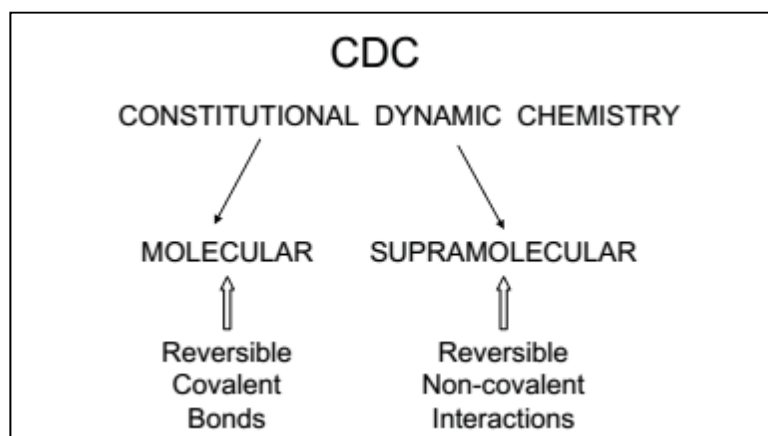 CDC
CONSTITUTIONAL DYNAMIC CHEMISTRY
MOLECULAR SUPRAMOLECULAR
Reversible
Covalent
Bonds
Reversible
Non-covalent
Interactions